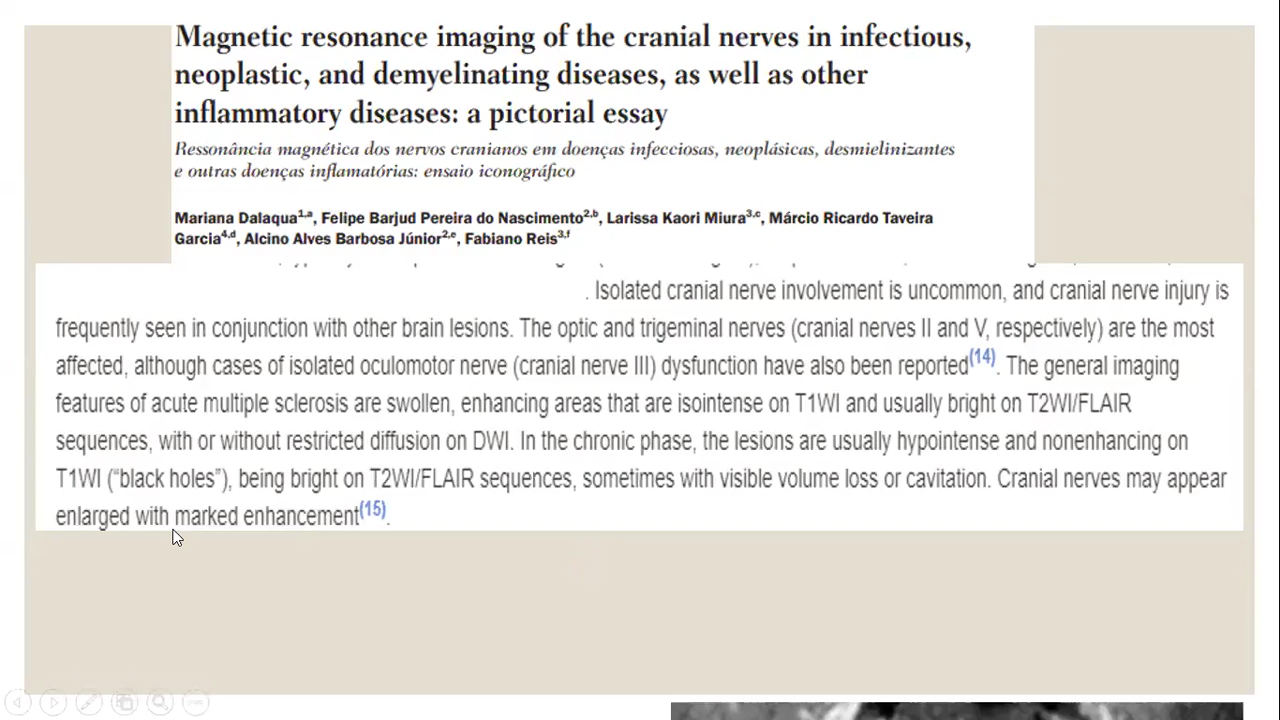 Magnetic resonance imaging of the cranial nerves in infectious,
neoplastic, and demyelinating diseases, as well as other
inflammatory diseases: a pictorial essay
Ressonância magnética dos nervos cranianos em doenças infecciosas, neoplásicas, desmielinizantes
e outras doenças inflamatórias: ensaio iconográfico
Mariana Dalaqua1,a, Felipe Barjud Pereira do Nascimento2,b, Larissa Kaori Miura3,c, Márcio Ricardo Taveira
Garcia4,d, Alcino Alves Barbosa Júnior2,e, Fabiano Reis3,f
. Isolated cranial nerve involvement is uncommon, and cranial nerve injury is
frequently seen in conjunction with other brain lesions. The optic and trigeminal nerves (cranial nerves II and V, respectively) are the most
affected, although cases of isolated oculomotor nerve (cranial nerve III) dysfunction have also been reported(14). The general imaging
features of acute multiple sclerosis are swollen, enhancing areas that are isointense on T1WI and usually bright on T2WI/FLAIR
sequences, with or without restricted diffusion on DWI. In the chronic phase, the lesions are usually hypointense and nonenhancing on
T1WI (“black holes”), being bright on T2WI/FLAIR sequences, sometimes with visible volume loss or cavitation. Cranial nerves may appear
enlarged with marked enhancement(15).